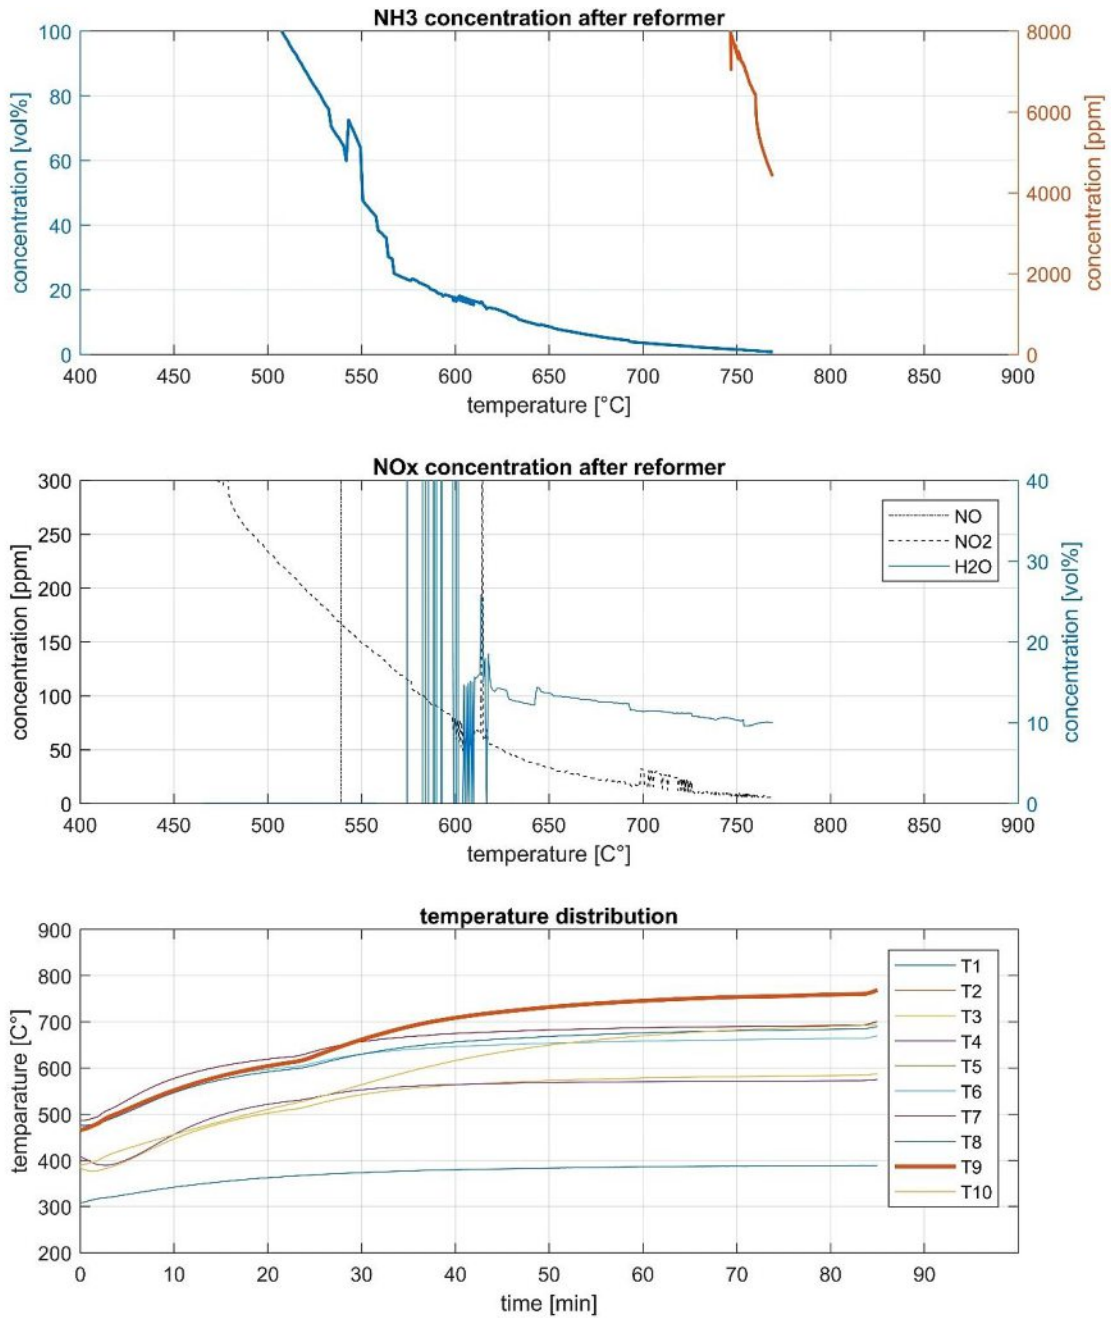 NH3 concentration after reformer
100
80
60
40
20
0
concentration [vol%]
8000
6000
4000
2000
0
concentration [ppm]
400 450 500 550 600 650 700 750 800 850 900
temperature [°C]
NOx concentration after reformer
300
250
200
150
100
50
0
concentration [ppm]
NO
NO2
H2O
40
30
20
10
0
concentration [vol%]
400 450 500 550 600 650 700 750 800 850 900
temperature [C°]
temperature distribution
900
800
700
600
500
400
300
200
temparature [C°]
T1
T2
T3
T4
T5
T6
T7
T8
T9
T10
0 10 20 30 40 50 60 70 80 90
time [min]